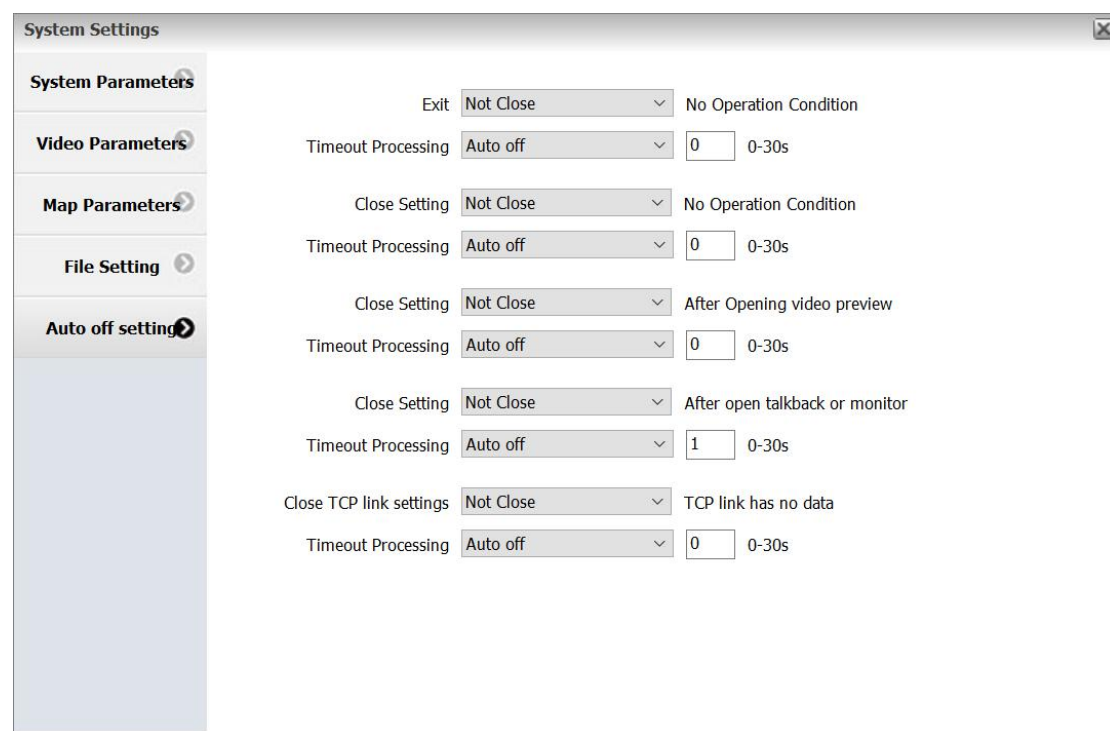 System Settings
System Parameters
Video Parameters
Map Parameters
File Setting
Auto off setting
Exit Not Close No Operation Condition
Timeout Processing Auto off 0 0-30s
Close Setting Not Close No Operation Condition
Timeout Processing Auto off 0 0-30s
Close Setting Not Close After Opening video preview
Timeout Processing Auto off 0 0-30s
Close Setting Not Close After open talkback or monitor
Timeout Processing Auto off 1 0-30s
Close TCP link settings Not Close TCP link has no data
Timeout Processing Auto off 0 0-30s